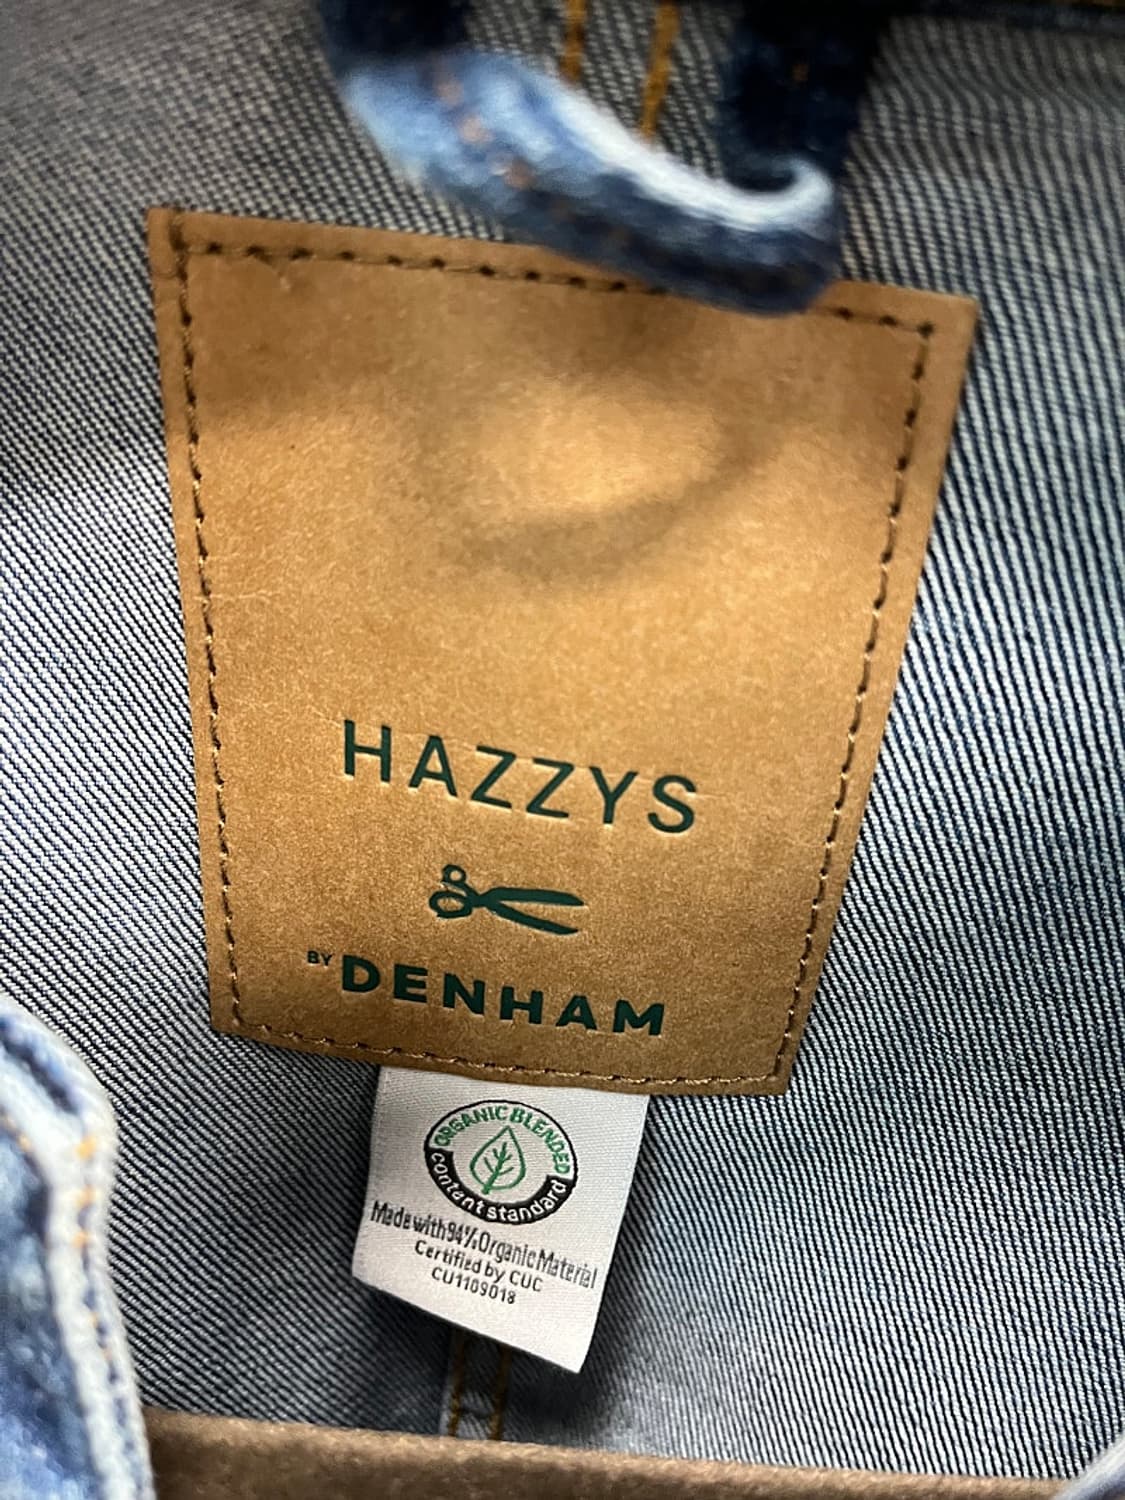 HAZZYS
BY DENHAM
ORGANIC BLENDED
content standard
Made with 94% Organic Material
Certified by CUC
CU1109018